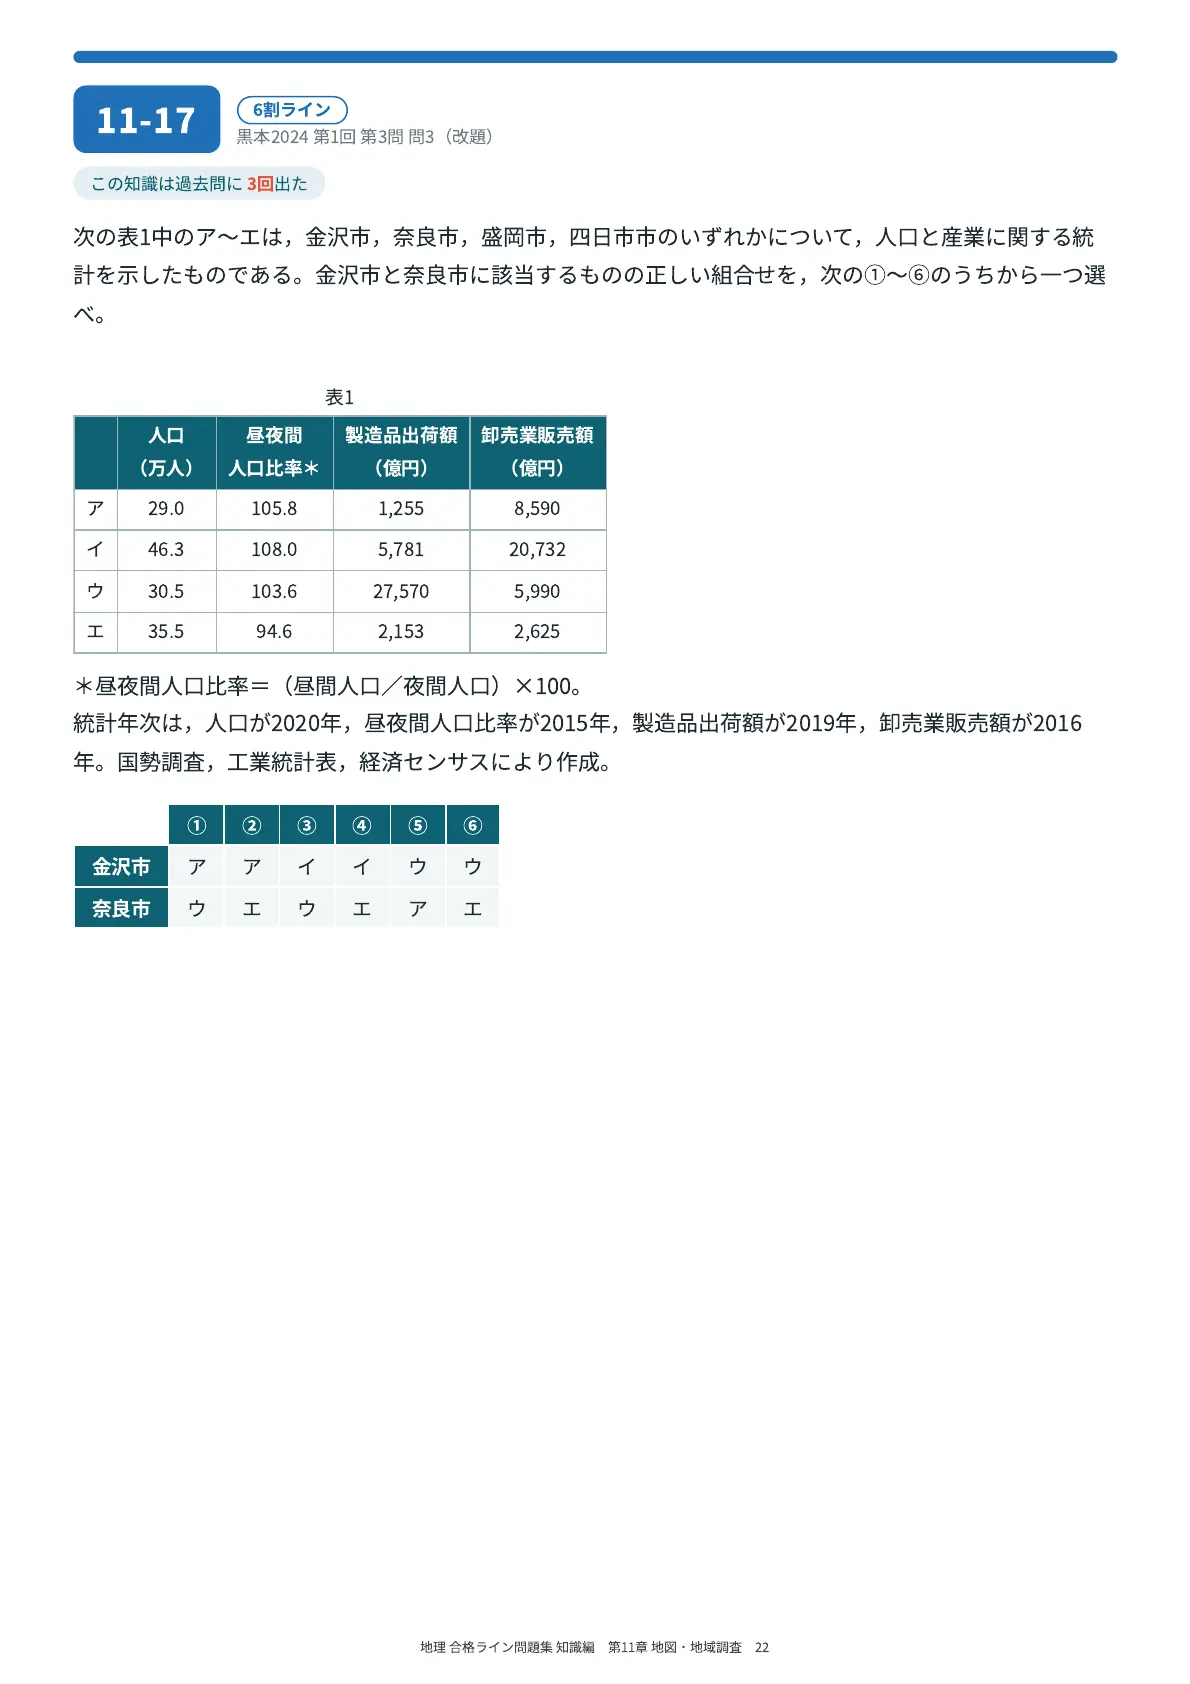 11-17
6割ライン
黒本2024 第1回 第3問 問3（改題）
この知識は過去問に 3回出た
次の表1中のア～エは，金沢市，奈良市，盛岡市，四日市市のいずれかについて，人口と産業に関する統
計を示したものである。金沢市と奈良市に該当するものの正しい組合せを，次の①～⑥のうちから一つ選
べ。
表1
人口（万人） 昼夜間人口比率＊ 製造品出荷額（億円） 卸売業販売額（億円）
ア 29.0 105.8 1,255 8,590
イ 46.3 108.0 5,781 20,732
ウ 30.5 103.6 27,570 5,990
エ 35.5 94.6 2,153 2,625
＊昼夜間人口比率＝（昼間人口／夜間人口）×100。
統計年次は，人口が2020年，昼夜間人口比率が2015年，製造品出荷額が2019年，卸売業販売額が2016
年。国勢調査，工業統計表，経済センサスにより作成。
① ② ③ ④ ⑤ ⑥
金沢市 ア ア イ イ ウ ウ
奈良市 ウ エ ウ エ ア エ
地理 合格ライン問題集 知識編 第11章 地図・地域調査 22